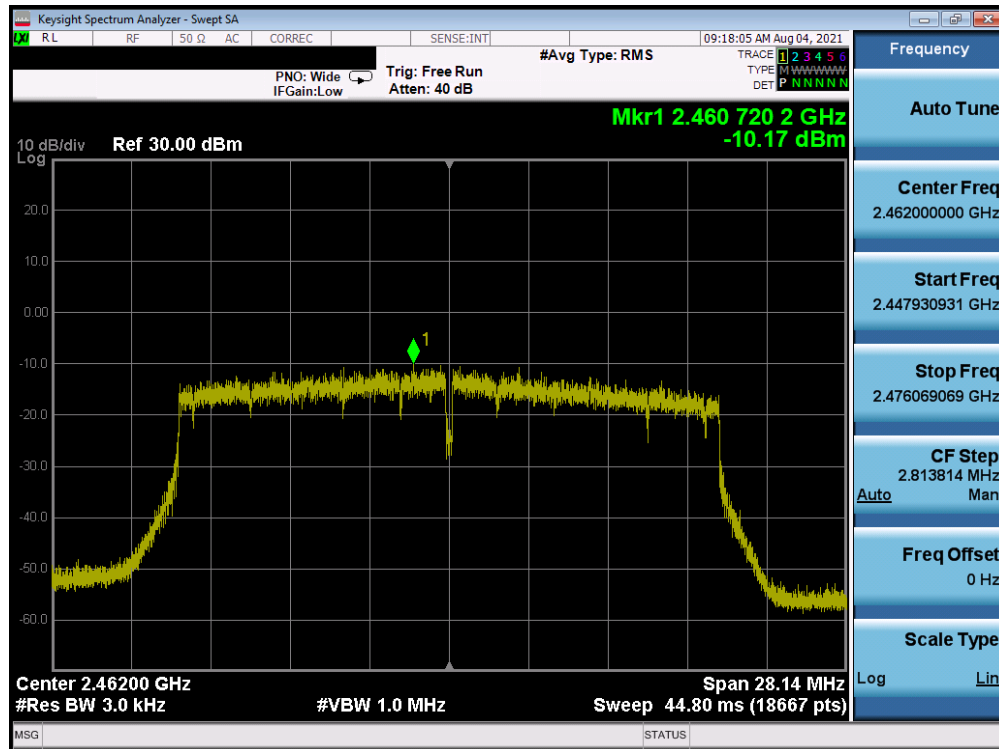 Keysight Spectrum Analyzer - Swept SA
LXI RL RF 50 Ω AC CORREC SENSE:INT 09:18:05 AM Aug 04, 2021
#Avg Type: RMS
TRACE 1 2 3 4 5 6
PNO: Wide Trig: Free Run
TYPE M W W W W W
IFGain:Low Atten: 40 dB
DET P N N N N N
Mkr1 2.460 720 2 GHz
-10.17 dBm
10 dB/div Ref 30.00 dBm
Log
20.0
10.0
0.00
1
-10.0
-20.0
-30.0
-40.0
-50.0
-60.0
Center 2.46200 GHz Span 28.14 MHz
#Res BW 3.0 kHz #VBW 1.0 MHz Sweep 44.80 ms (18667 pts)
MSG STATUS
Frequency
Auto Tune
Center Freq
2.462000000 GHz
Start Freq
2.447930931 GHz
Stop Freq
2.476069069 GHz
CF Step
2.813814 MHz
Auto Man
Freq Offset
0 Hz
Scale Type
Log Lin